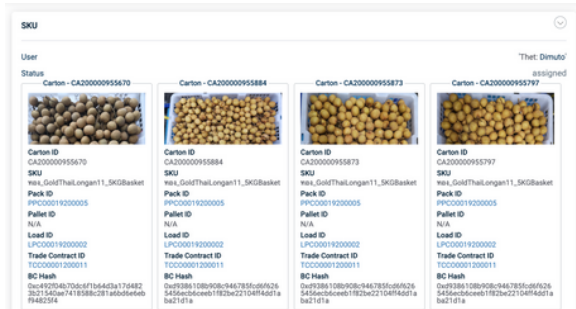 SKU
User
'Thet: Dimuto'
Status
assigned
Carton - CA200000955670
Carton - CA200000955884
Carton - CA200000955873
Carton - CA200000955797
Carton ID
CA200000955670
SKU
ทอง_GoldThaiLongan11_5KGBasket
Pack ID
PPC00019200005
Pallet ID
N/A
Load ID
LPC00019200002
Trade Contract ID
TCC00001200011
BC Hash
0xc492f04b70dc6f1b64d3a17d482
3b21540ae7418588c281a6bd6e6eb
f94825f4
Carton ID
CA200000955884
SKU
ทอง_GoldThaiLongan11_5KGBasket
Pack ID
PPC00019200005
Pallet ID
N/A
Load ID
LPC00019200002
Trade Contract ID
TCC00001200011
BC Hash
0xd9386108b908c946785fcd6f626
5456ecb6ceeb1f82be22104ff4dd1a
ba21d1a
Carton ID
CA200000955873
SKU
ทอง_GoldThaiLongan11_5KGBasket
Pack ID
PPC00019200005
Pallet ID
N/A
Load ID
LPC00019200002
Trade Contract ID
TCC00001200011
BC Hash
0xd9386108b908c946785fcd6f626
5456ecb6ceeb1f82be22104ff4dd1a
ba21d1a
Carton ID
CA200000955797
SKU
ทอง_GoldThaiLongan11_5KGBasket
Pack ID
PPC00019200005
Pallet ID
N/A
Load ID
LPC00019200002
Trade Contract ID
TCC00001200011
BC Hash
0xd9386108b908c946785fcd6f626
5456ecb6ceeb1f82be22104ff4dd1a
ba21d1a